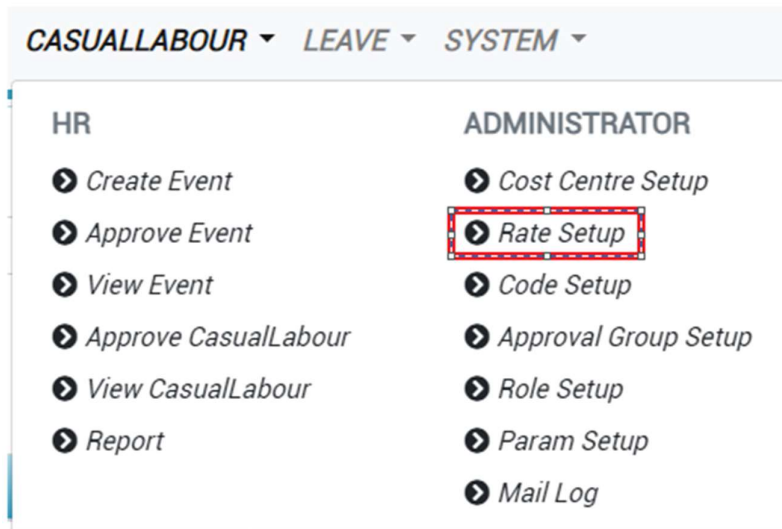 CASUALLABOUR LEAVE SYSTEM
HR
Create Event
Approve Event
View Event
Approve CasualLabour
View CasualLabour
Report
ADMINISTRATOR
Cost Centre Setup
Rate Setup
Code Setup
Approval Group Setup
Role Setup
Param Setup
Mail Log